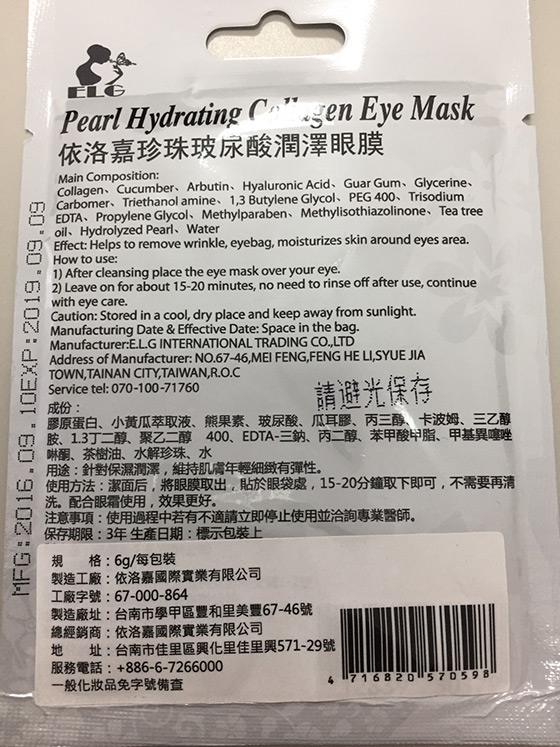 ELG
Pearl Hydrating Collagen Eye Mask
依洛嘉珍珠玻尿酸潤澤眼膜
Main Composition:
Collagen、Cucumber、Arbutin、Hyaluronic Acid、Guar Gum、Glycerine、
Carbomer、Triethanol amine、1,3 Butylene Glycol、PEG 400、Trisodium
EDTA、Propylene Glycol、Methylparaben、Methylisothiazolinone、Tea tree
oil、Hydrolyzed Pearl、Water
Effect: Helps to remove wrinkle, eyebag, moisturizes skin around eyes area.
How to use:
1) After cleansing place the eye mask over your eye.
2) Leave on for about 15-20 minutes, no need to rinse off after use, continue
with eye care.
Caution: Stored in a cool, dry place and keep away from sunlight.
Manufacturing Date & Effective Date: Space in the bag.
Manufacturer:E.L.G INTERNATIONAL TRADING CO.,LTD
Address of Manufacturer: NO.67-46,MEI FENG,FENG HE LI,SYUE JIA
TOWN,TAINAN CITY,TAIWAN,R.O.C
Service tel: 070-100-71760
請避光保存
成份：
膠原蛋白、小黃瓜萃取液、熊果素、玻尿酸、瓜耳膠、丙三醇、卡波姆、三乙醇
胺、1.3丁二醇、聚乙二醇 400、EDTA-三鈉、丙二醇、苯甲酸甲脂、甲基異噻唑
啉酮、茶樹油、水解珍珠、水
用途：針對保濕潤澤，維持肌膚年輕細緻有彈性。
使用方法：潔面后，將眼膜取出，貼於眼袋處，15-20分鐘取下即可，不需要再清
洗。配合眼霜使用，效果更好。
注意事項：使用過程中若有不適請立即停止使用並洽詢專業醫師。
保存期限：3年 生產日期：標示包裝上
MFG:2016.09.10EXP:2019.09.09
規 格：6g/每包裝
製造工廠：依洛嘉國際實業有限公司
工廠字號：67-000-864
製造廠址：台南市學甲區豐和里美豐67-46號
總經銷商：依洛嘉國際實業有限公司
地 址：台南市佳里區興化里佳里興571-29號
服務電話：+886-6-7266000
一般化妝品免字號備查
4 716820 570598